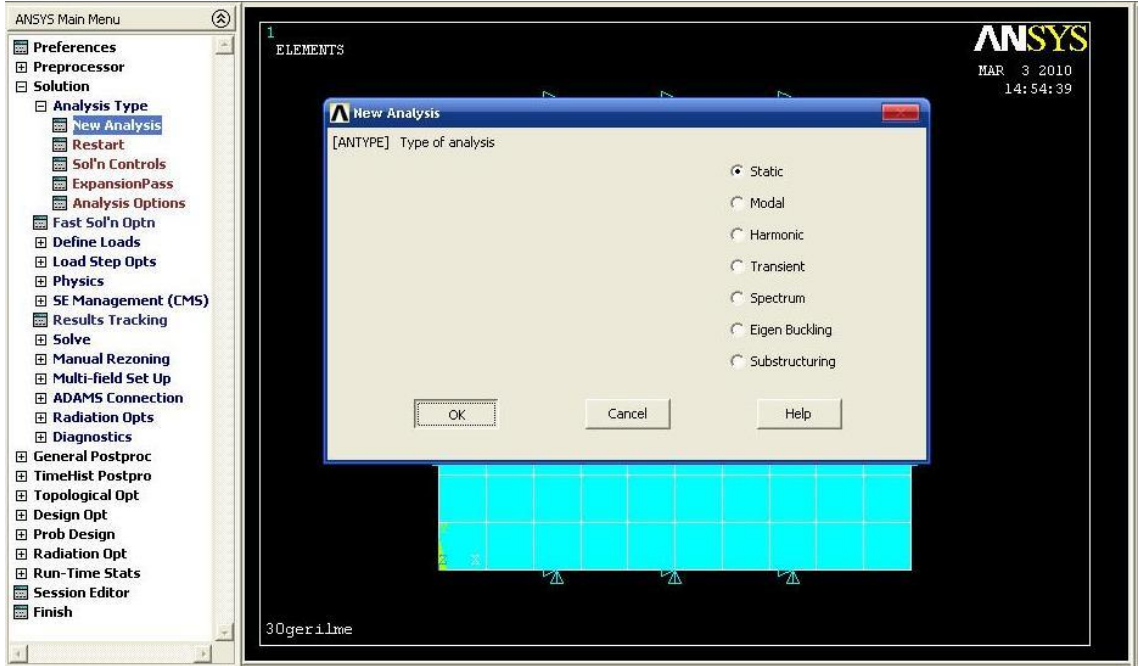 ANSYS Main Menu
Preferences
Preprocessor
Solution
Analysis Type
New Analysis
Restart
Sol'n Controls
ExpansionPass
Analysis Options
Fast Sol'n Optn
Define Loads
Load Step Opts
Physics
SE Management (CMS)
Results Tracking
Solve
Manual Rezoning
Multi-field Set Up
ADAMS Connection
Radiation Opts
Diagnostics
General Postproc
TimeHist Postpro
Topological Opt
Design Opt
Prob Design
Radiation Opt
Run-Time Stats
Session Editor
Finish
1
ELEMENTS
ANSYS
MAR 3 2010
14:54:39
New Analysis
[ANTYPE] Type of analysis
Static
Modal
Harmonic
Transient
Spectrum
Eigen Buckling
Substructuring
OK
Cancel
Help
Z X
3Ogerilme